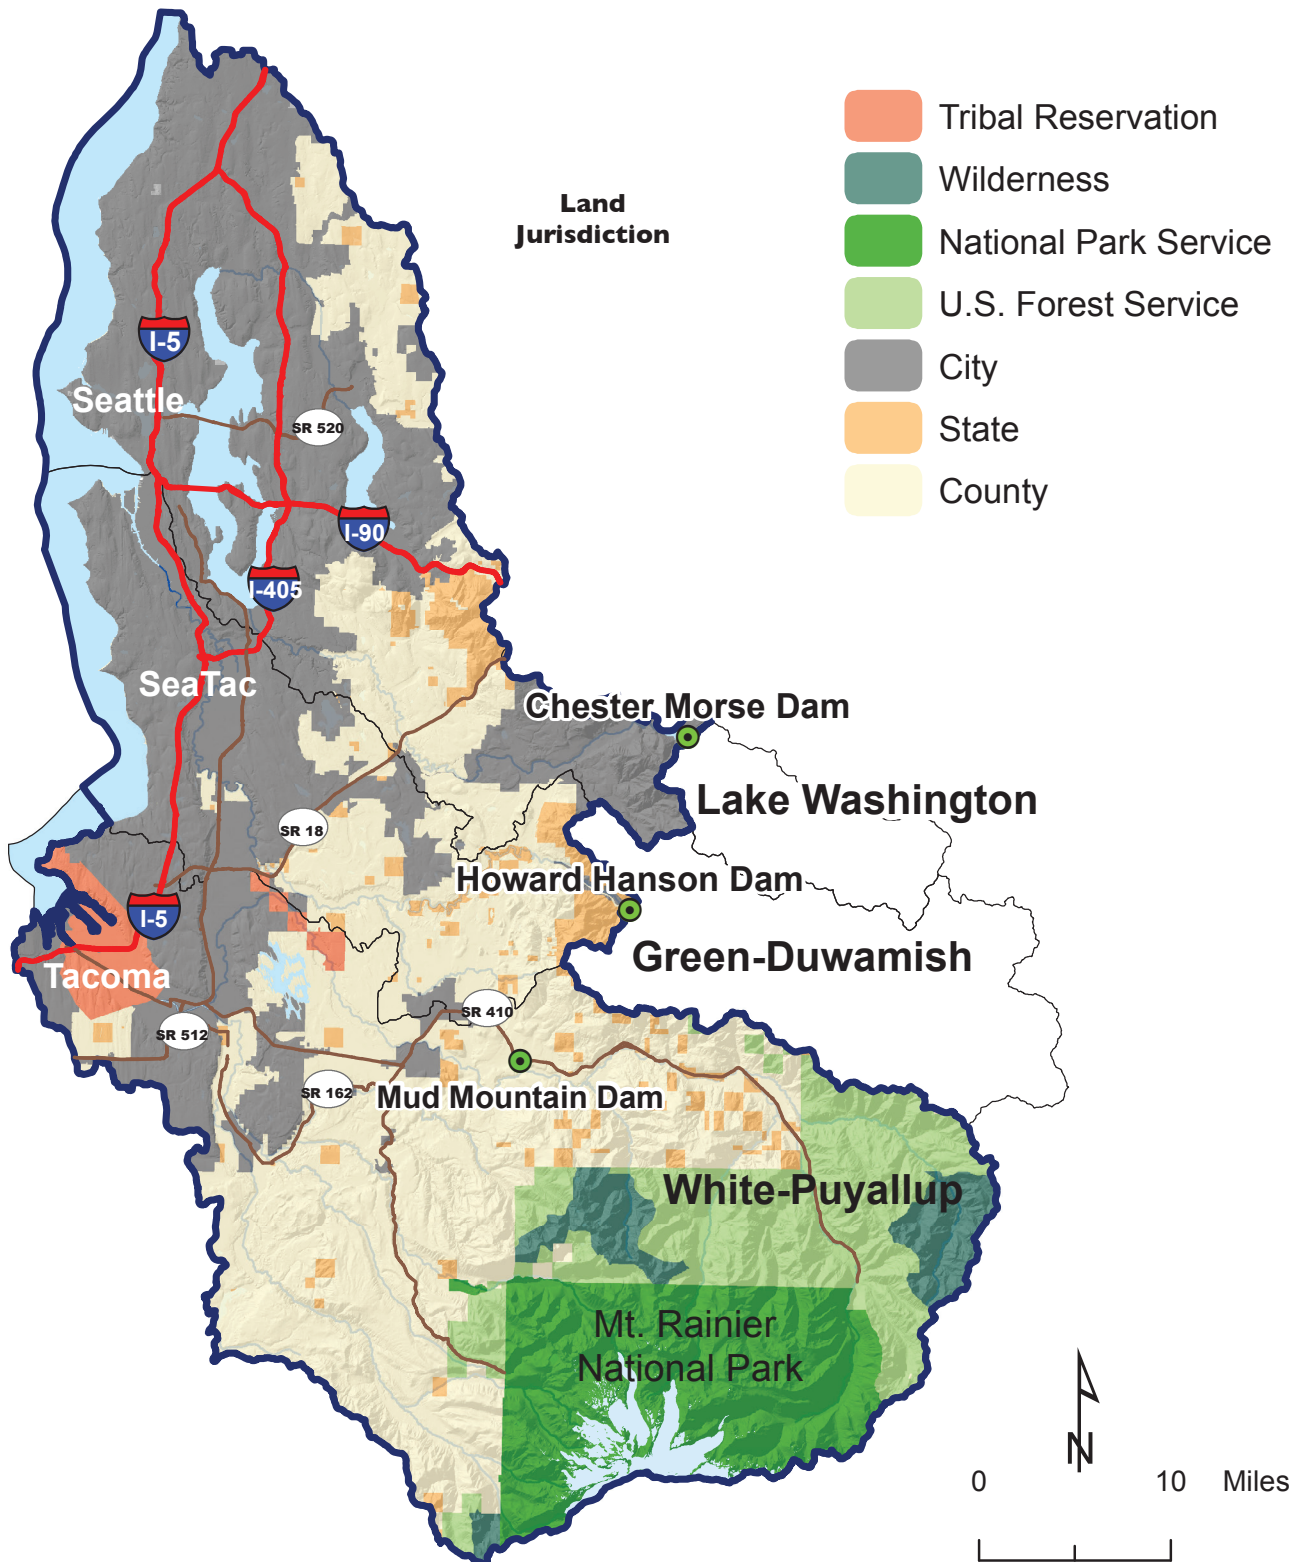 Land
Jurisdiction
Tribal Reservation
Wilderness
National Park Service
U.S. Forest Service
City
State
County
I-5
Seattle
SR 520
I-90
I-405
SeaTac
Chester Morse Dam
Lake Washington
SR 18
Howard Hanson Dam
I-5
Green-Duwamish
Tacoma
SR 410
SR 512
Mud Mountain Dam
SR 162
White-Puyallup
Mt. Rainier
National Park
N
0 10 Miles